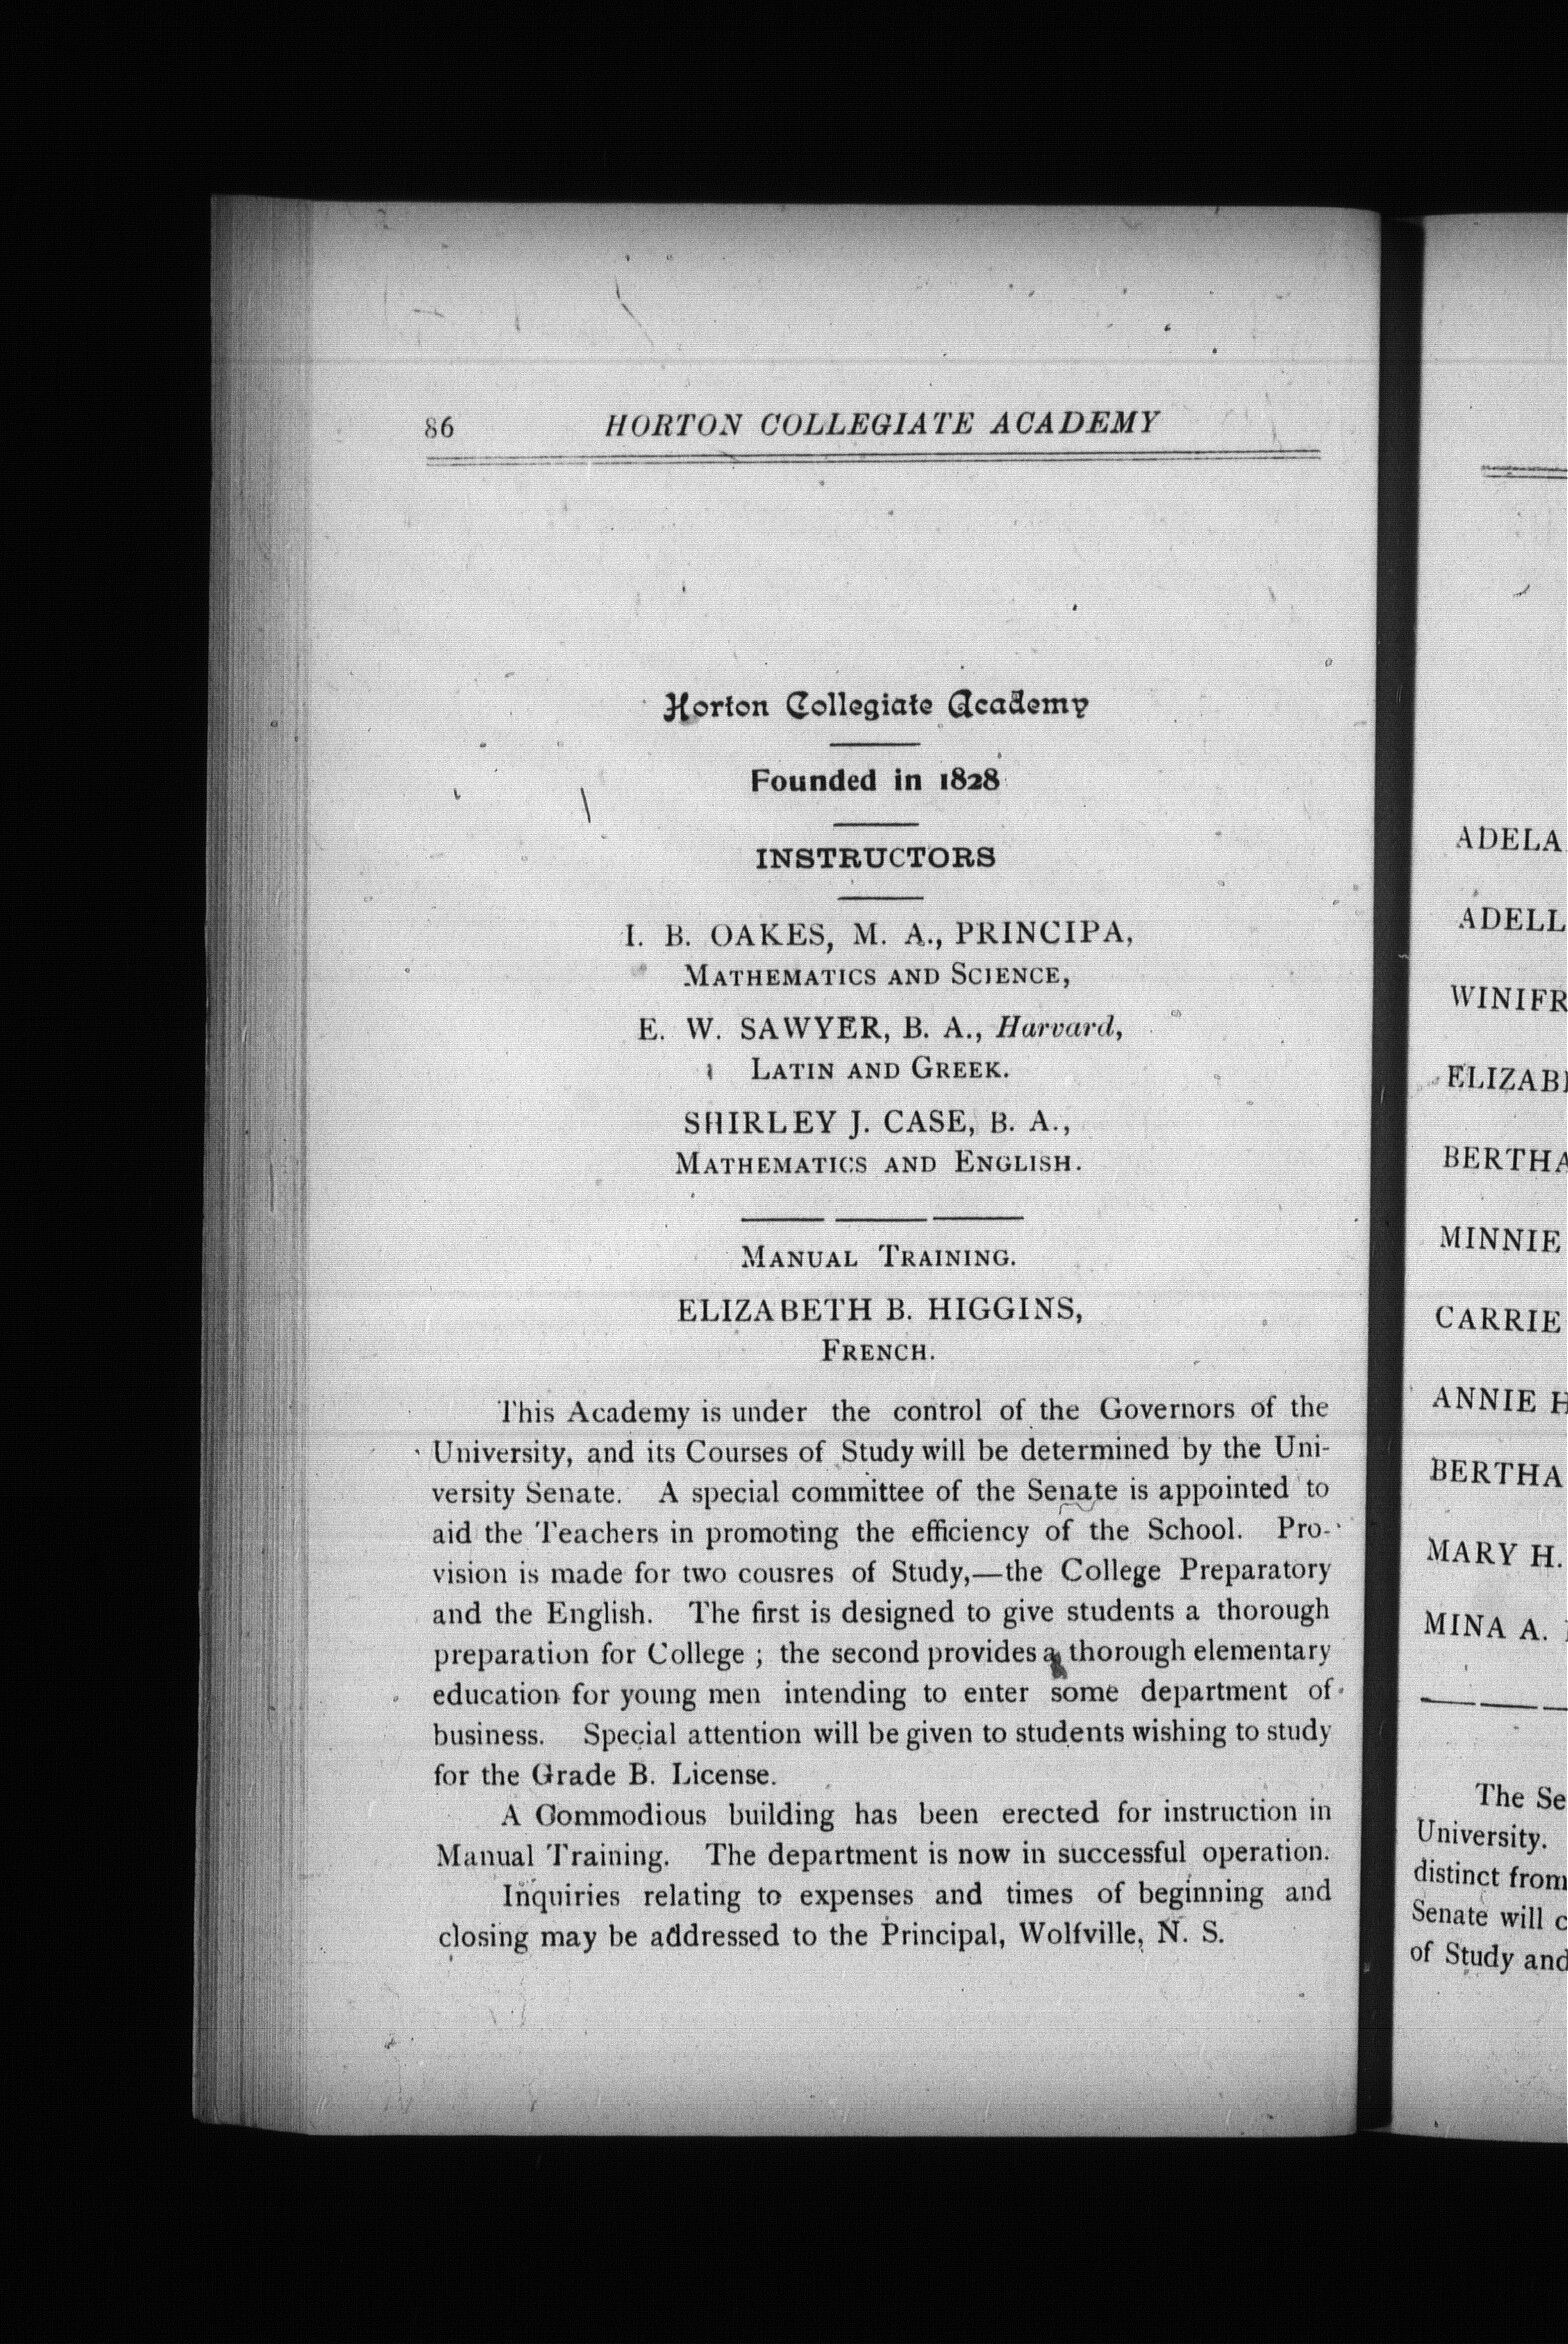 86 HORTON COLLEGIATE ACADEMY
Horton Collegiate Academy
Founded in 1828
INSTRUCTORS
I. B. OAKES, M. A., PRINCIPA,
MATHEMATICS AND SCIENCE,
E. W. SAWYER, B. A., Harvard,
LATIN AND GREEK.
SHIRLEY J. CASE, B. A.,
MATHEMATICS AND ENGLISH.
MANUAL TRAINING.
ELIZABETH B. HIGGINS,
FRENCH.
This Academy is under the control of the Governors of the
University, and its Courses of Study will be determined by the Uni-
versity Senate. A special committee of the Senate is appointed to
aid the Teachers in promoting the efficiency of the School. Pro-
vision is made for two cousres of Study,—the College Preparatory
and the English. The first is designed to give students a thorough
preparation for College ; the second provides a thorough elementary
education for young men intending to enter some department of
business. Special attention will be given to students wishing to study
for the Grade B. License.
A Commodious building has been erected for instruction in
Manual Training. The department is now in successful operation.
Inquiries relating to expenses and times of beginning and
closing may be addressed to the Principal, Wolfville, N. S.
ADELA
ADELL
WINIFR
ELIZAB
BERTHA
MINNIE
CARRIE
ANNIE H
BERTHA
MARY H.
MINA A.
The Se
University.
distinct from
Senate will c
of Study and